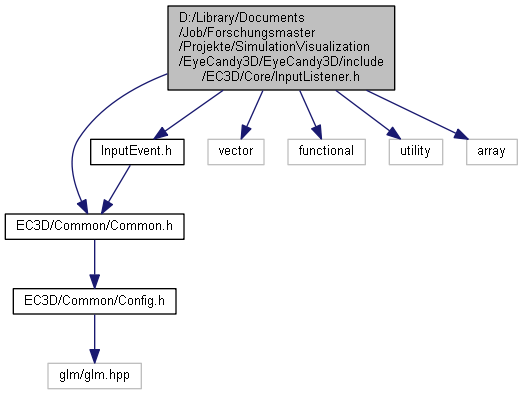 D:/Library/Documents
/Job/Forschungsmaster
/Projekte/SimulationVisualization
/EyeCandy3D/EyeCandy3D/include
/EC3D/Core/InputListener.h
InputEvent.h
vector
functional
utility
array
EC3D/Common/Common.h
EC3D/Common/Config.h
glm/glm.hpp